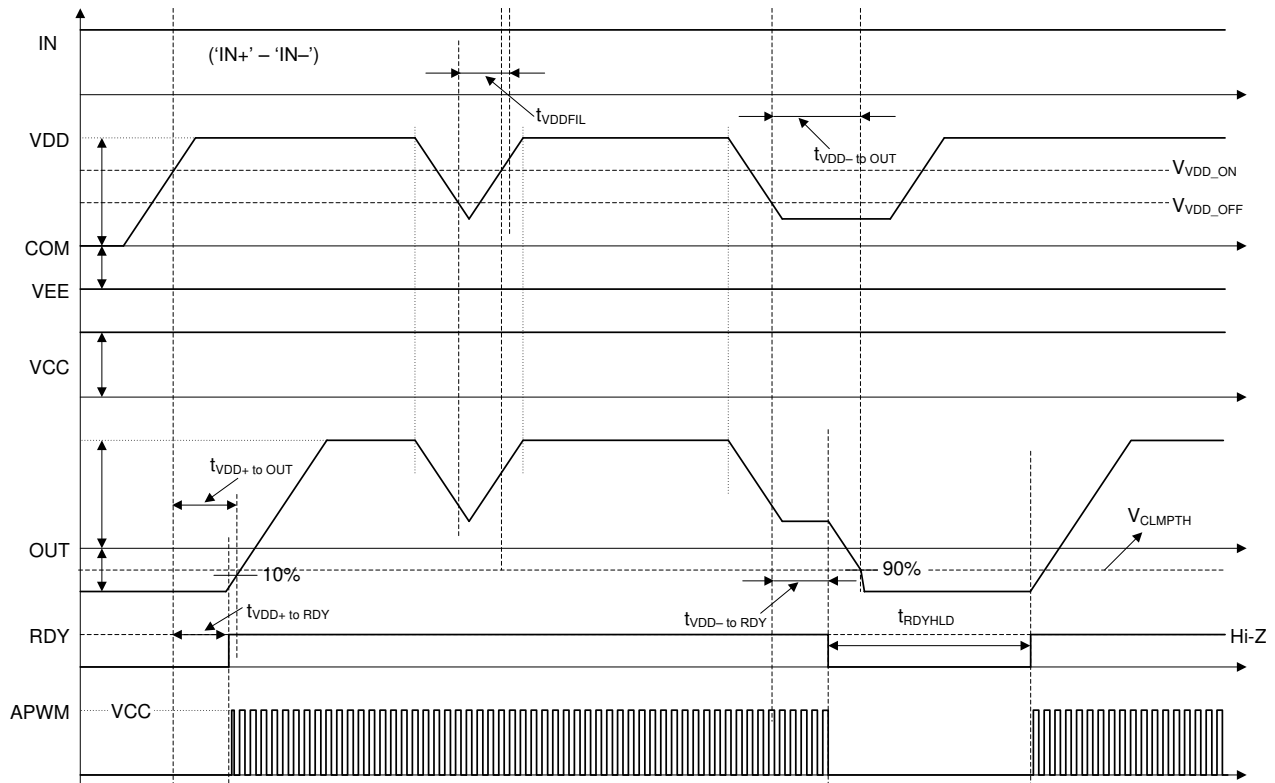 IN
('IN+' – 'IN–')
tVDDFIL
VDD
tVDD– to OUT
VVDD_ON
VVDD_OFF
COM
VEE
VCC
tVDD+ to OUT
VCLMPTH
OUT
10%
90%
tVDD+ to RDY
tVDD– to RDY
tRDYHLD
RDY
Hi-Z
APWM
VCC